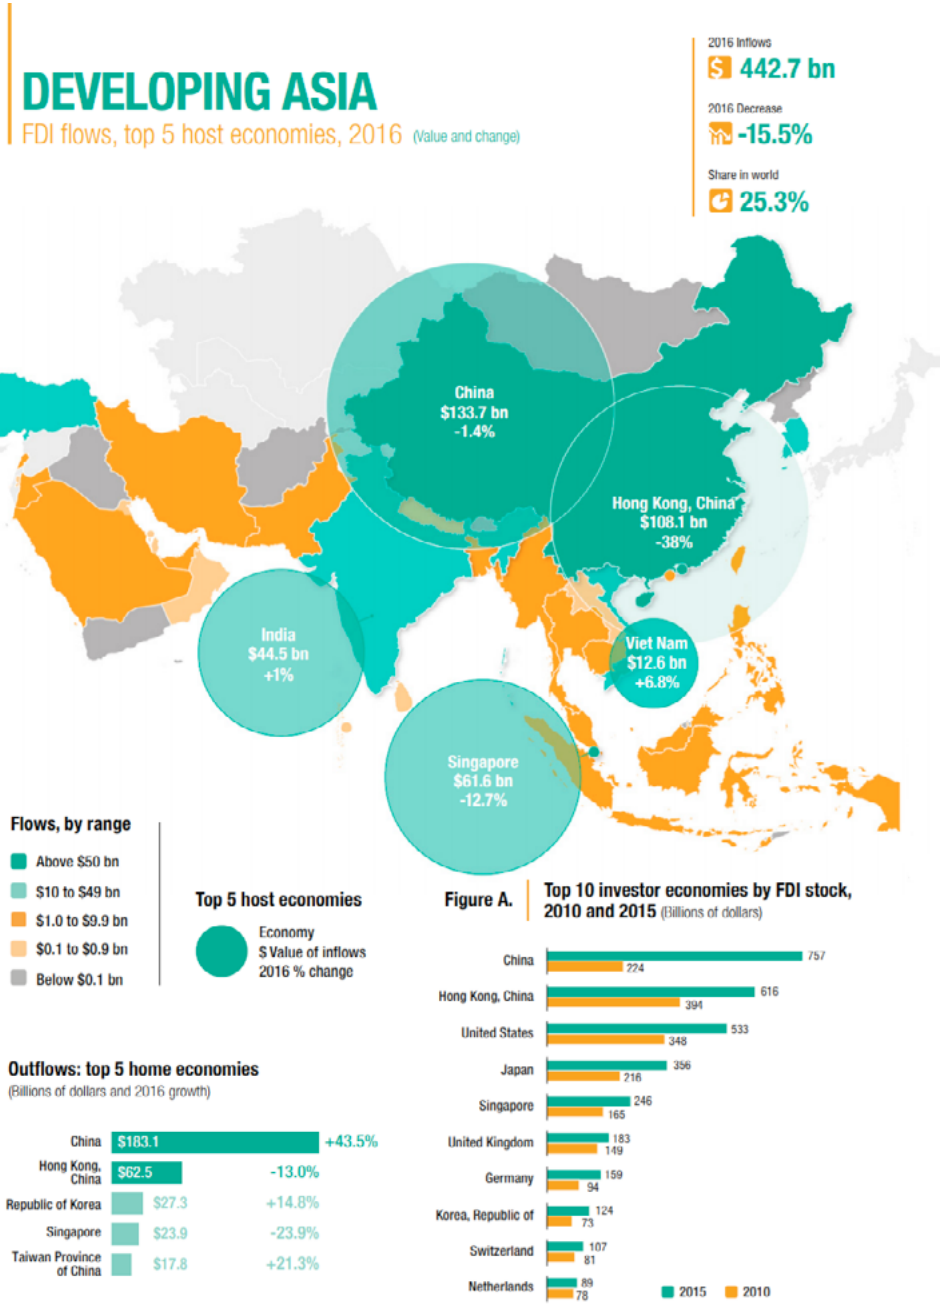 2016 Inflows
$ 442.7 bn
DEVELOPING ASIA
FDI flows, top 5 host economies, 2016 (Value and change)
2016 Decrease
-15.5%
Share in world
25.3%
China
$133.7 bn
-1.4%
Hong Kong, China
$108.1 bn
-38%
India
$44.5 bn
+1%
Viet Nam
$12.6 bn
+6.8%
Singapore
$61.6 bn
-12.7%
Flows, by range
Above $50 bn
$10 to $49 bn
$1.0 to $9.9 bn
$0.1 to $0.9 bn
Below $0.1 bn
Top 5 host economies
Economy
$ Value of inflows
2016 % change
Figure A.
Top 10 investor economies by FDI stock,
2010 and 2015 (Billions of dollars)
China
757
224
Hong Kong, China
616
394
United States
533
348
Japan
356
216
Singapore
246
165
United Kingdom
183
149
Germany
159
94
Korea, Republic of
124
73
Switzerland
107
81
Netherlands
89
78
2015
2010
Outflows: top 5 home economies
(Billions of dollars and 2016 growth)
China $183.1 +43.5%
Hong Kong,
China $62.5 -13.0%
Republic of Korea $27.3 +14.8%
Singapore $23.9 -23.9%
Taiwan Province
of China $17.8 +21.3%